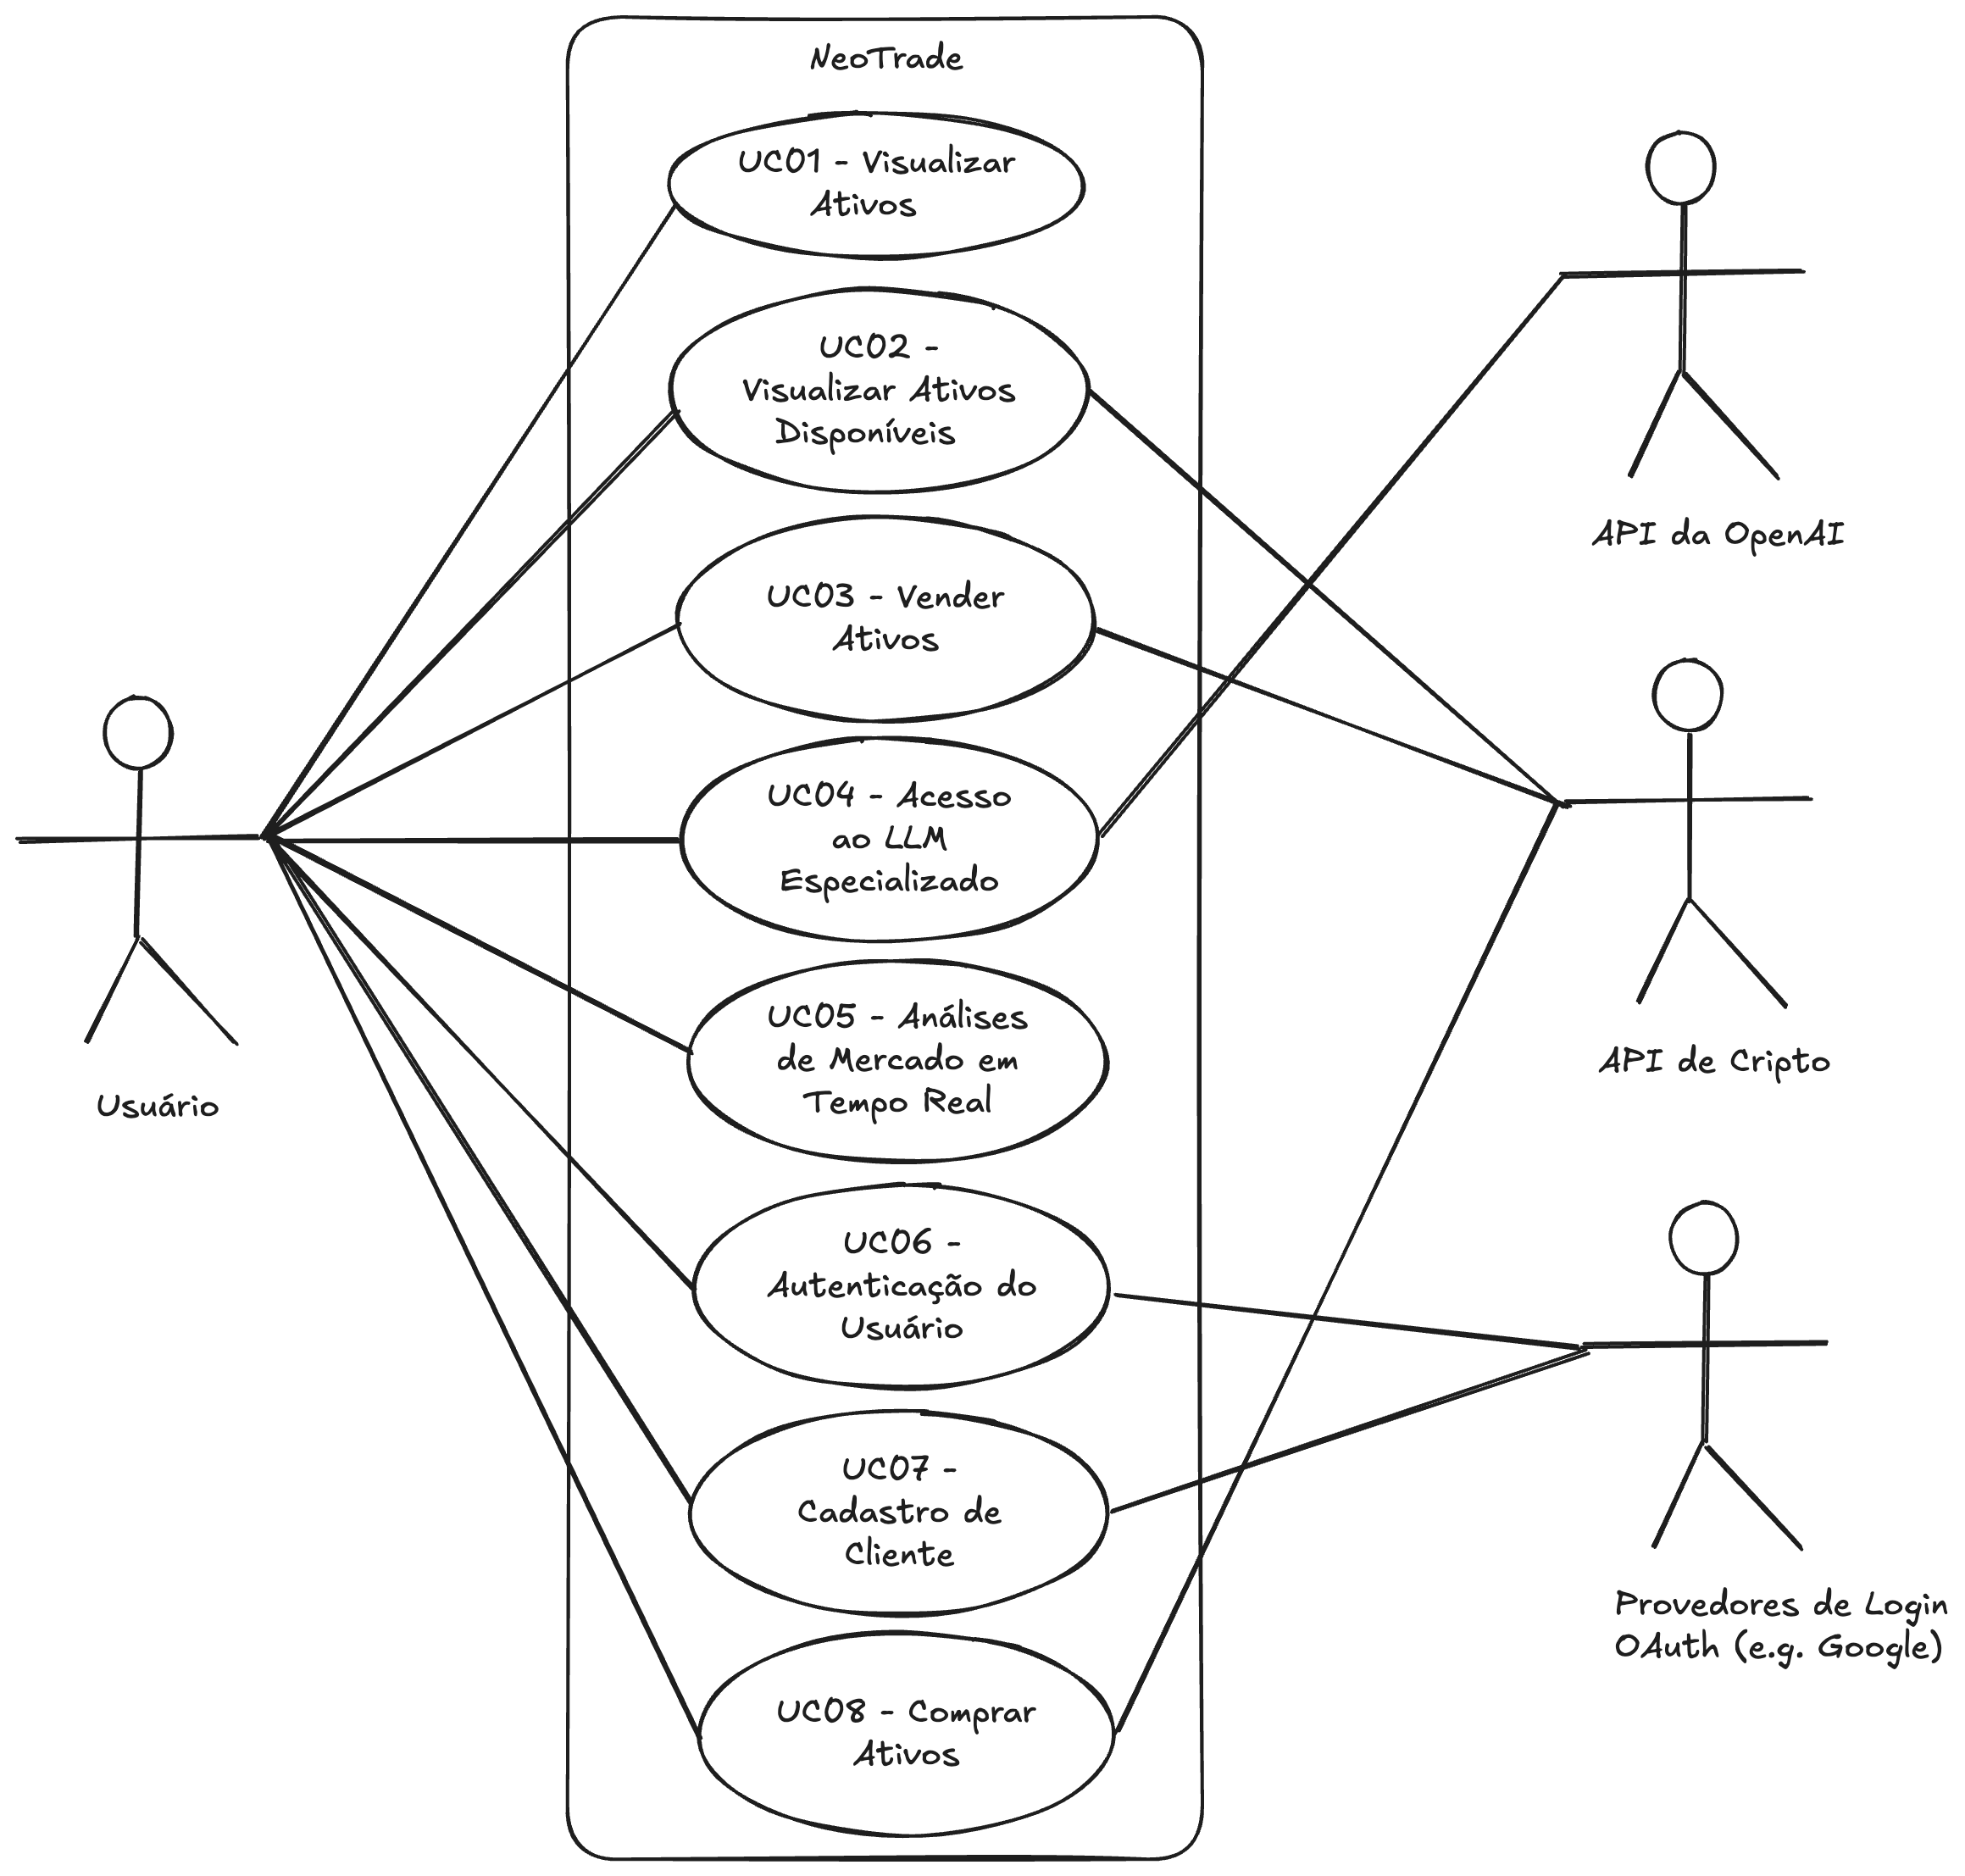 NeoTrade
UC01 - Visualizar
Ativos
UC02 -
Visualizar Ativos
Disponíveis
UC03 - Vender
Ativos
UC04 - Acesso
ao LLM
Especializado
UC05 - Análises
de Mercado em
Tempo Real
UC06 -
Autenticação do
Usuário
UC07 -
Cadastro de
Cliente
UC08 - Comprar
Ativos
Usuário
API da OpenAI
API de Cripto
Provedores de Login
OAuth (e.g. Google)